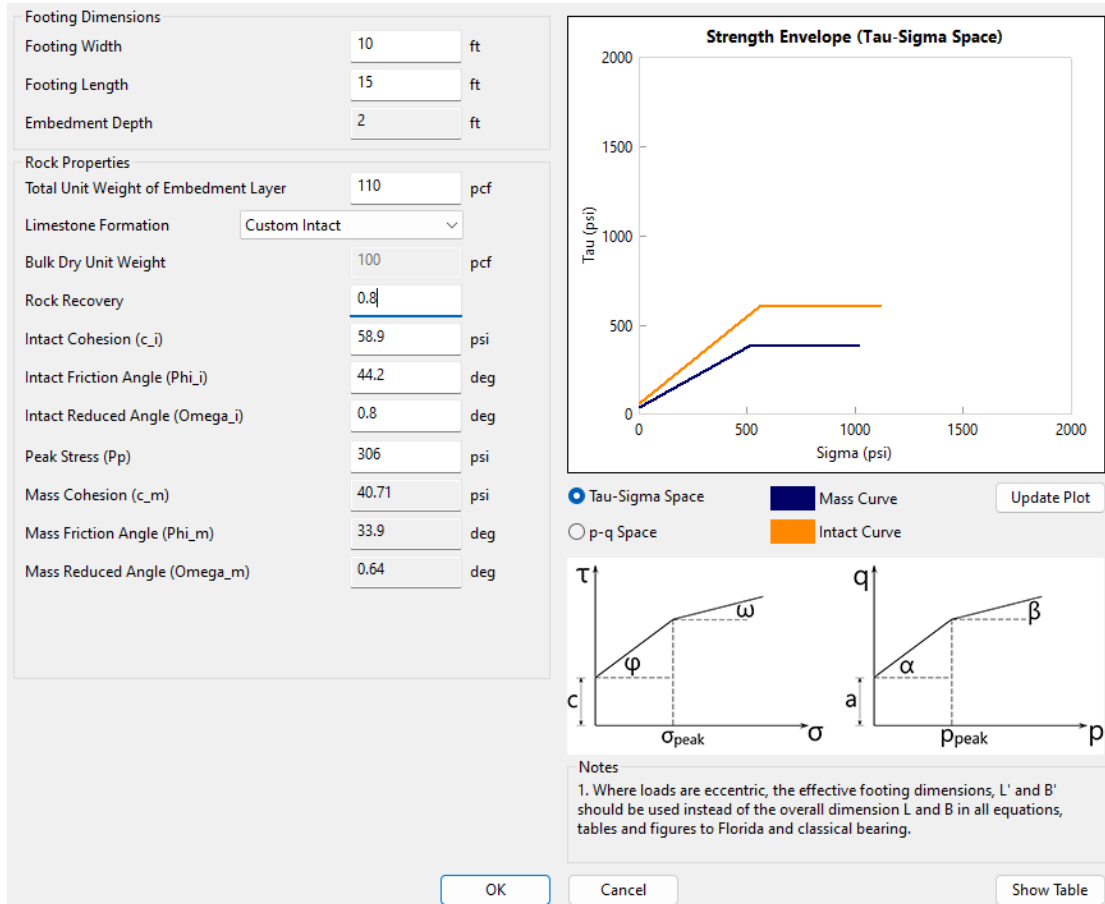 Footing Dimensions
Footing Width 10 ft
Footing Length 15 ft
Embedment Depth 2 ft
Rock Properties
Total Unit Weight of Embedment Layer 110 pcf
Limestone Formation Custom Intact
Bulk Dry Unit Weight 100 pcf
Rock Recovery 0.8
Intact Cohesion (c_i) 58.9 psi
Intact Friction Angle (Phi_i) 44.2 deg
Intact Reduced Angle (Omega_i) 0.8 deg
Peak Stress (Pp) 306 psi
Mass Cohesion (c_m) 40.71 psi
Mass Friction Angle (Phi_m) 33.9 deg
Mass Reduced Angle (Omega_m) 0.64 deg
Strength Envelope (Tau-Sigma Space)
2000
1500
1000
500
0
Tau (psi)
0 500 1000 1500 2000
Sigma (psi)
Tau-Sigma Space Mass Curve Update Plot
p-q Space Intact Curve
τ ω φ c σpeak σ
q β α a ppeak p
Notes
1. Where loads are eccentric, the effective footing dimensions, L' and B'
should be used instead of the overall dimension L and B in all equations,
tables and figures to Florida and classical bearing.
OK Cancel Show Table